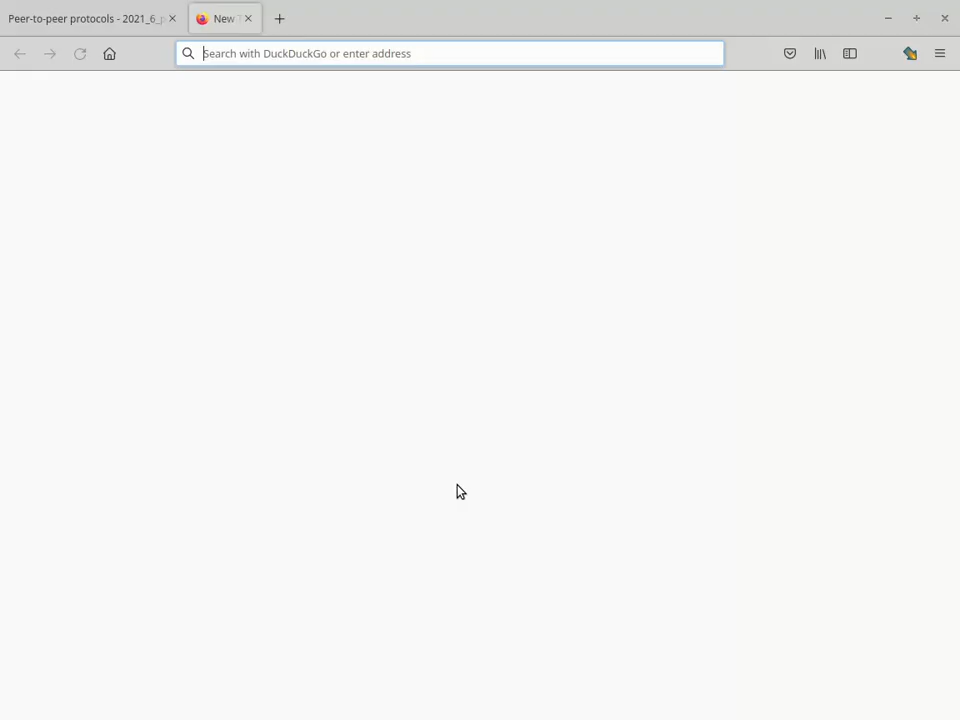 Peer-to-peer protocols - 2021_6_
New
Search with DuckDuckGo or enter address